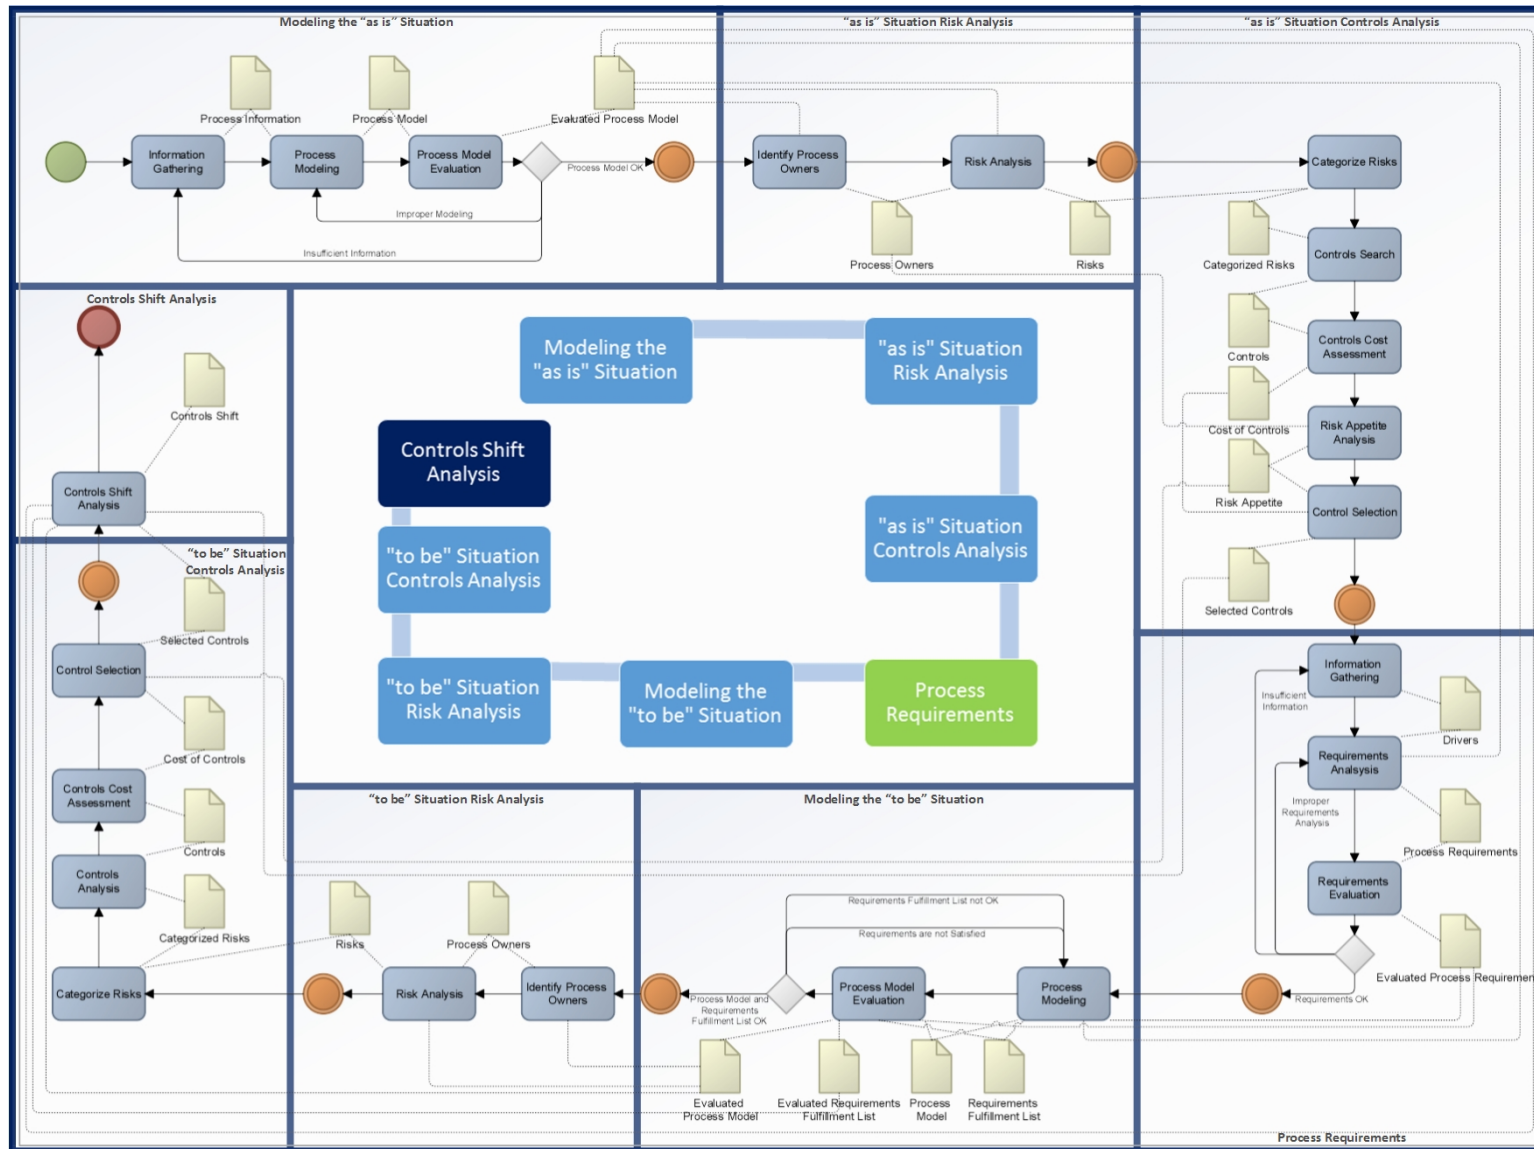 Modeling the “as is” Situation
“as is” Situation Risk Analysis
“as is” Situation Controls Analysis
Process Information
Process Model
Evaluated Process Model
Information
Gathering
Process
Modeling
Process Model
Evaluation
Process Model OK
Improper Modeling
Insufficient Information
Identify Process
Owners
Risk Analysis
Process Owners
Risks
Categorize Risks
Categorized Risks
Controls Search
Controls
Controls Cost
Assessment
Cost of Controls
Risk Appetite
Analysis
Risk Appetite
Control Selection
Selected Controls
Controls Shift Analysis
Controls Shift
Controls Shift
Analysis
“to be” Situation
Controls Analysis
Selected Controls
Control Selection
Cost of Controls
Controls Cost
Assessment
Controls
Controls
Analysis
Categorized Risks
Categorize Risks
Modeling the
"as is" Situation
"as is" Situation
Risk Analysis
Controls Shift
Analysis
"as is" Situation
Controls Analysis
"to be" Situation
Controls Analysis
"to be" Situation
Risk Analysis
Modeling the
"to be" Situation
Process
Requirements
Information
Gathering
Insufficient
Information
Drivers
Requirements
Analsysis
Improper
Requirements
Analysis
Process Requirements
Requirements
Evaluation
Evaluated Process Requiremen
Requirements OK
Process Requirements
“to be” Situation Risk Analysis
Risks
Process Owners
Risk Analysis
Identify Process
Owners
Modeling the “to be” Situation
Requirements Fulfillment List not OK
Requirements are not Satisfied
Process Model and
Requirements
Fulfillment List OK
Process Model
Evaluation
Process
Modeling
Evaluated
Process Model
Evaluated Requirements
Fulfillment List
Process
Model
Requirements
Fulfillment List